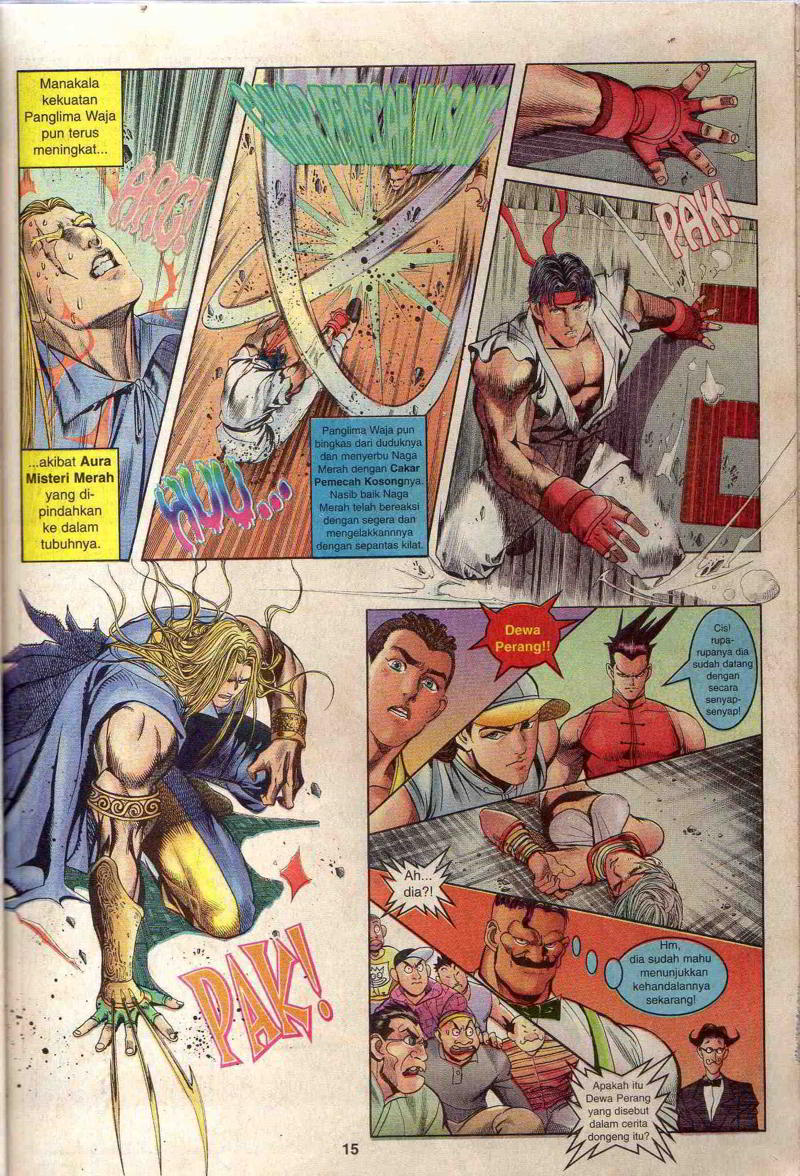 Manakala
kekuatan
Panglima Waja
pun terus
meningkat...
ARG!
...akibat Aura
Misteri Merah
yang di-
pindahkan
ke dalam
tubuhnya.
CAKAR PEMECAH KOSONG
HUU...
Panglima Waja pun
bingkas dari duduknya
dan menyerbu Naga
Merah dengan Cakar
Pemecah Kosongnya.
Nasib baik Naga
Merah telah bereaksi
dengan segera dan
mengelakkannnya
dengan sepantas kilat.
PAK!
PAK!
Dewa
Perang!!
Cis!
rupa-
rupanya dia
sudah datang
dengan
secara
senyap-
senyap!
Ah...
dia?!
Hm,
dia sudah mahu
menunjukkan
kehandalannya
sekarang!
Apakah itu
Dewa Perang
yang disebut
dalam cerita
dongeng itu?
15